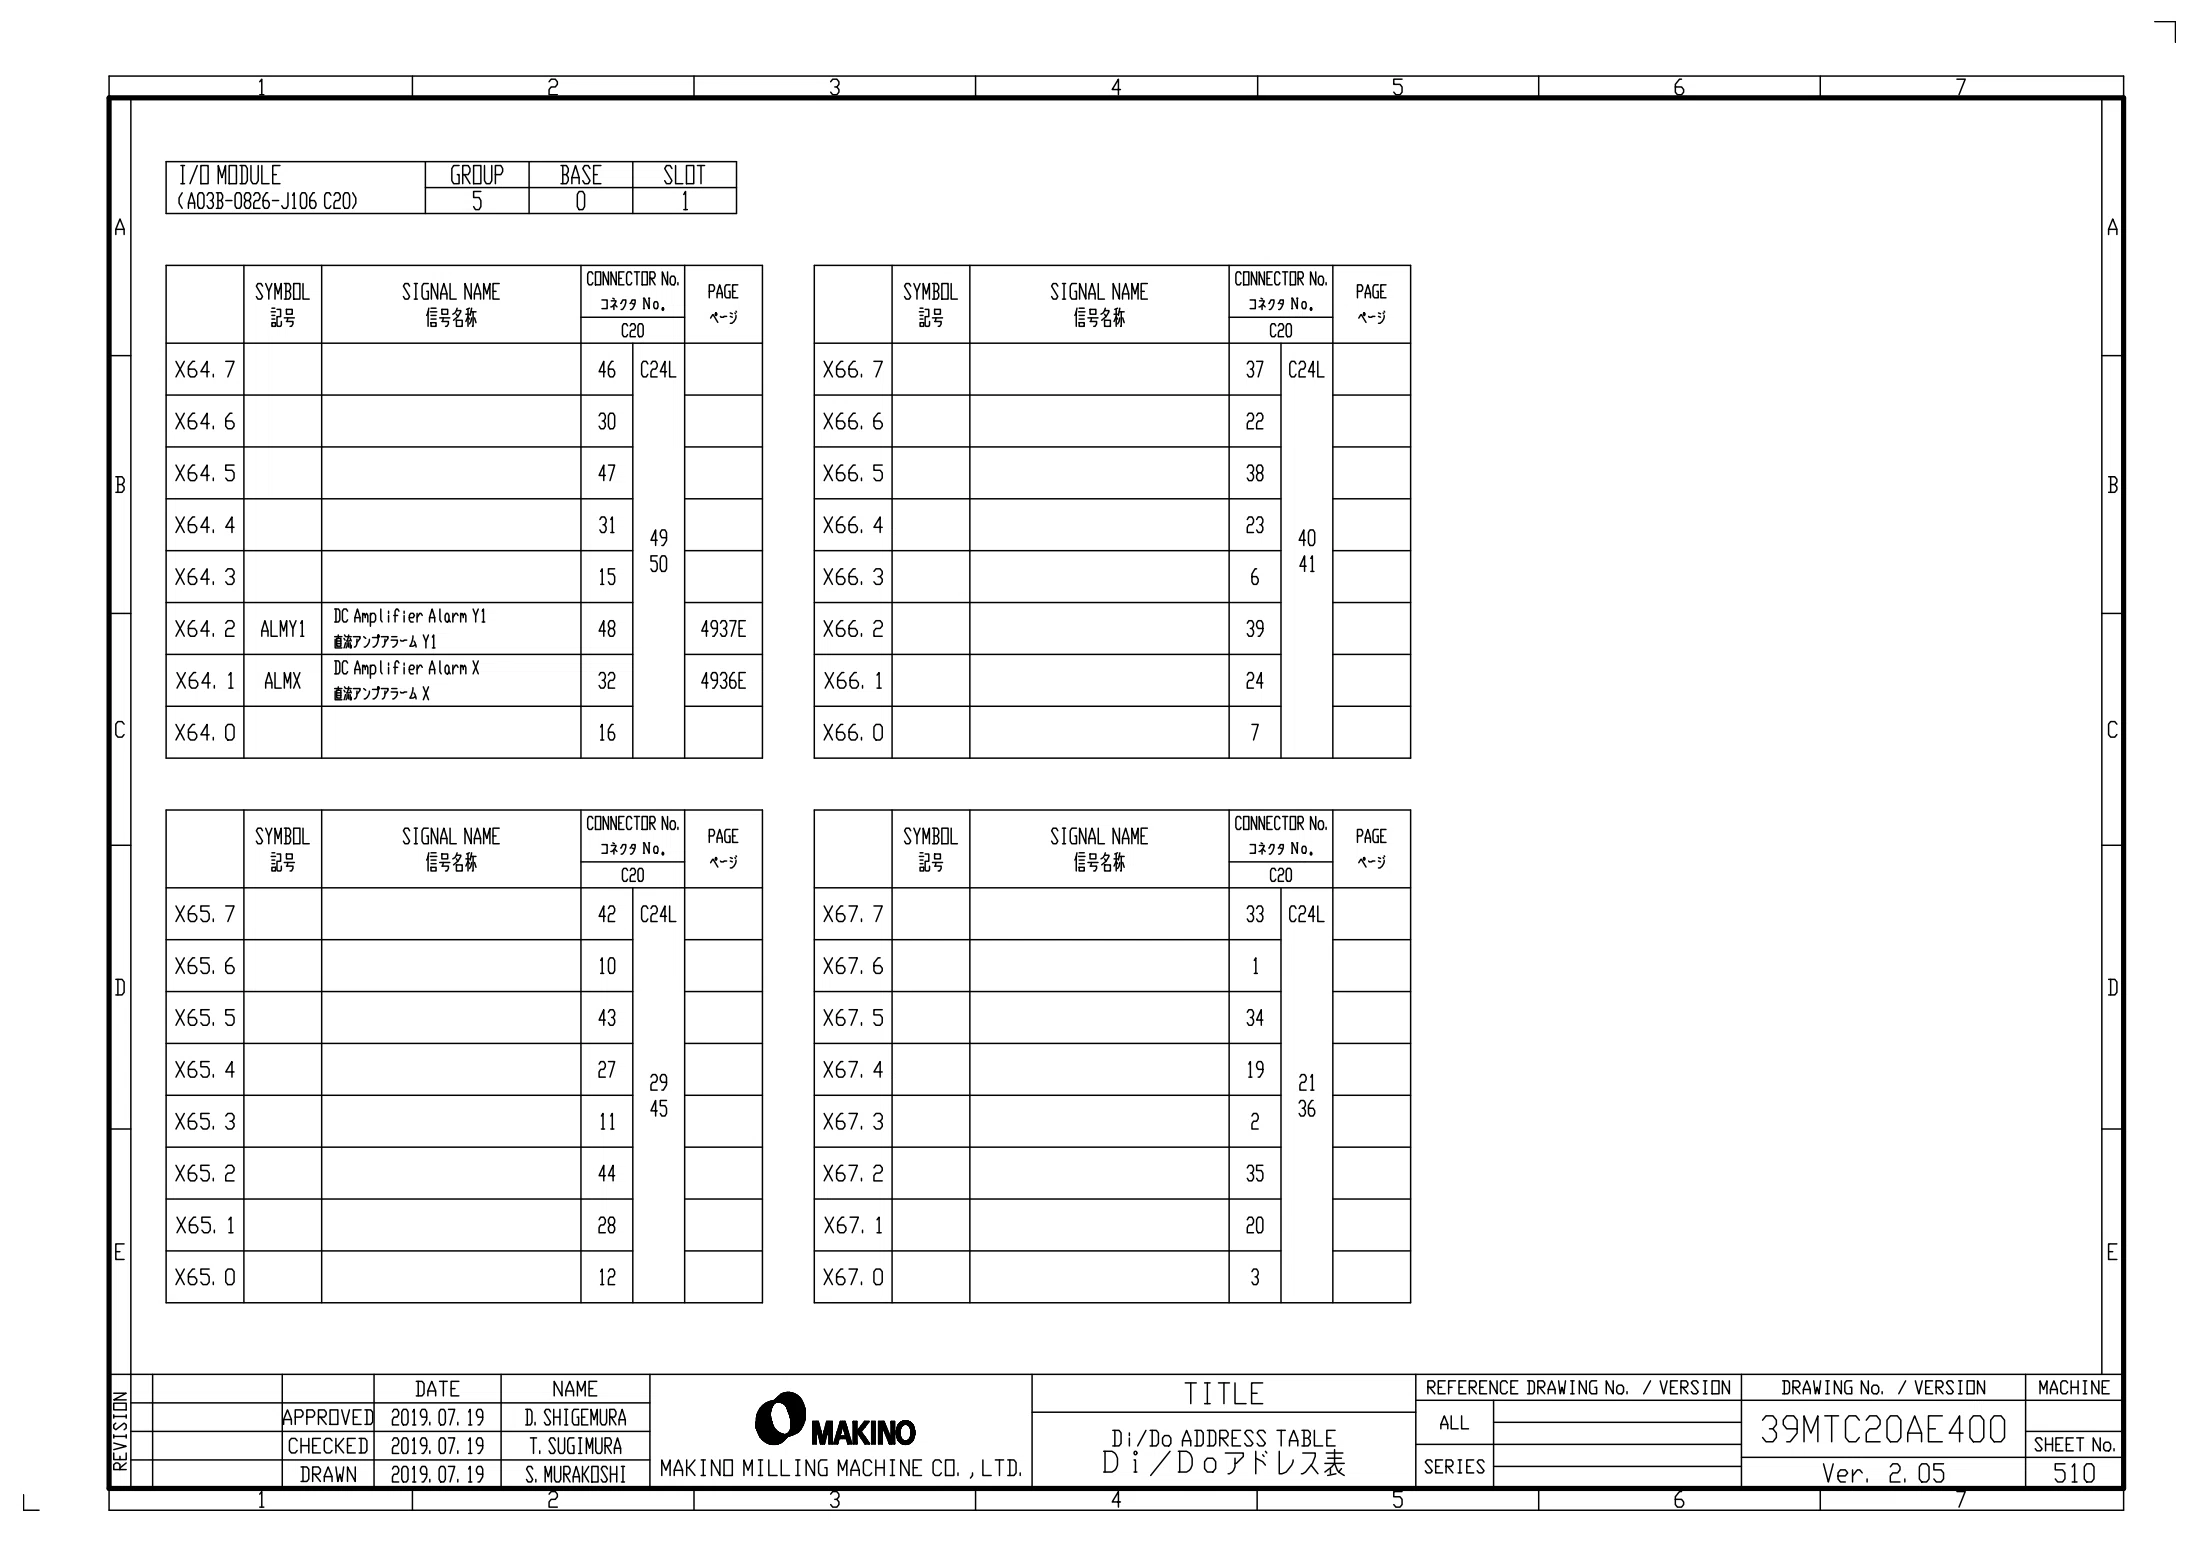 1 2 3 4 5 6 7
A A
B B
C C
D D
E E
I/O MODULE GROUP BASE SLOT
(A03B-0826-J106 C20) 5 0 1
SYMBOL SIGNAL NAME CONNECTOR No. PAGE
記号 信号名称 コネクタ No. ページ
C20
X64. 7 46 C24L
X64. 6 30
X64. 5 47
X64. 4 31 49
X64. 3 15 50
X64. 2 ALMY1 DC Amplifier Alarm Y1 48 4937E
直流アンプアラーム Y1
X64. 1 ALMX DC Amplifier Alarm X 32 4936E
直流アンプアラーム X
X64. 0 16
SYMBOL SIGNAL NAME CONNECTOR No. PAGE
記号 信号名称 コネクタ No. ページ
C20
X66. 7 37 C24L
X66. 6 22
X66. 5 38
X66. 4 23 40
X66. 3 6 41
X66. 2 39
X66. 1 24
X66. 0 7
SYMBOL SIGNAL NAME CONNECTOR No. PAGE
記号 信号名称 コネクタ No. ページ
C20
X65. 7 42 C24L
X65. 6 10
X65. 5 43
X65. 4 27 29
X65. 3 11 45
X65. 2 44
X65. 1 28
X65. 0 12
SYMBOL SIGNAL NAME CONNECTOR No. PAGE
記号 信号名称 コネクタ No. ページ
C20
X67. 7 33 C24L
X67. 6 1
X67. 5 34
X67. 4 19 21
X67. 3 2 36
X67. 2 35
X67. 1 20
X67. 0 3
REVISION
DATE NAME
APPROVED 2019. 07. 19 D. SHIGEMURA
CHECKED 2019. 07. 19 T. SUGIMURA
DRAWN 2019. 07. 19 S. MURAKOSHI
MAKINO
MAKINO MILLING MACHINE CO. , LTD.
TITLE
Di/Do ADDRESS TABLE
Di/Doアドレス表
REFERENCE DRAWING No. / VERSION
ALL
SERIES
DRAWING No. / VERSION
39MTC20AE400
Ver. 2. 05
MACHINE
SHEET No.
510
1 2 3 4 5 6 7